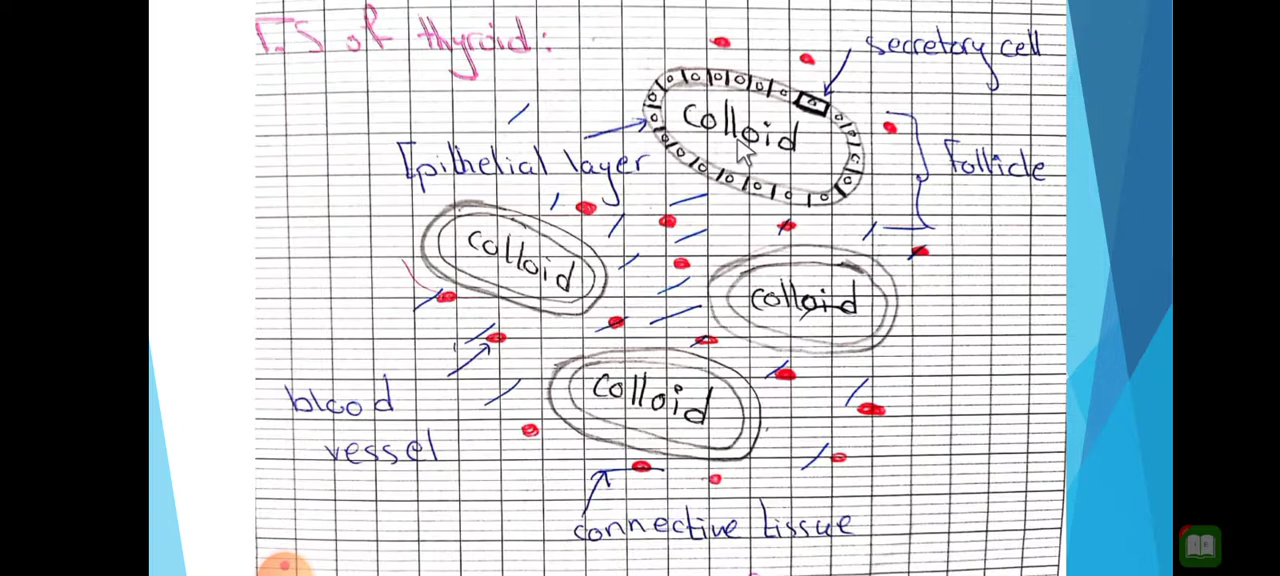 T.S of thyroid:
secretory cell
colloid
Epithelial layer
Follicle
colloid
colloid
colloid
blood
vessel
connective tissue